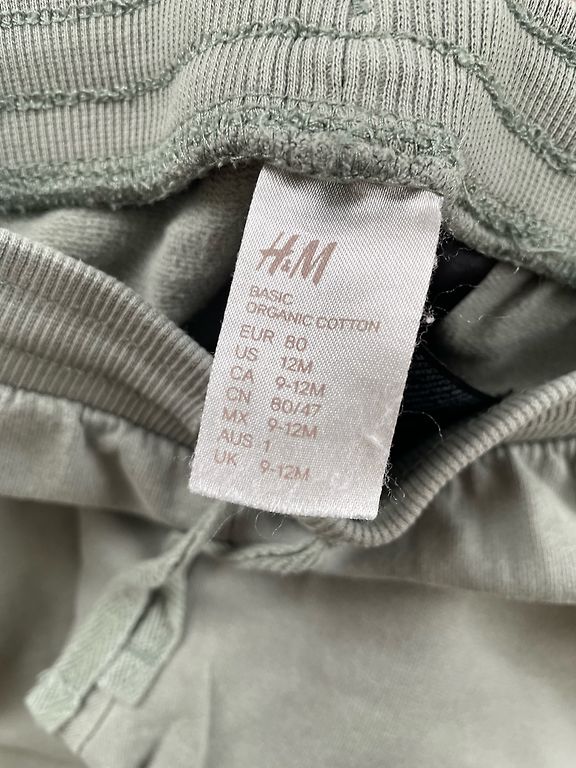 H&M
BASIC
ORGANIC COTTON
EUR 80
US 12M
CA 9-12M
CN 80/47
MX 9-12M
AUS 1
UK 9-12M